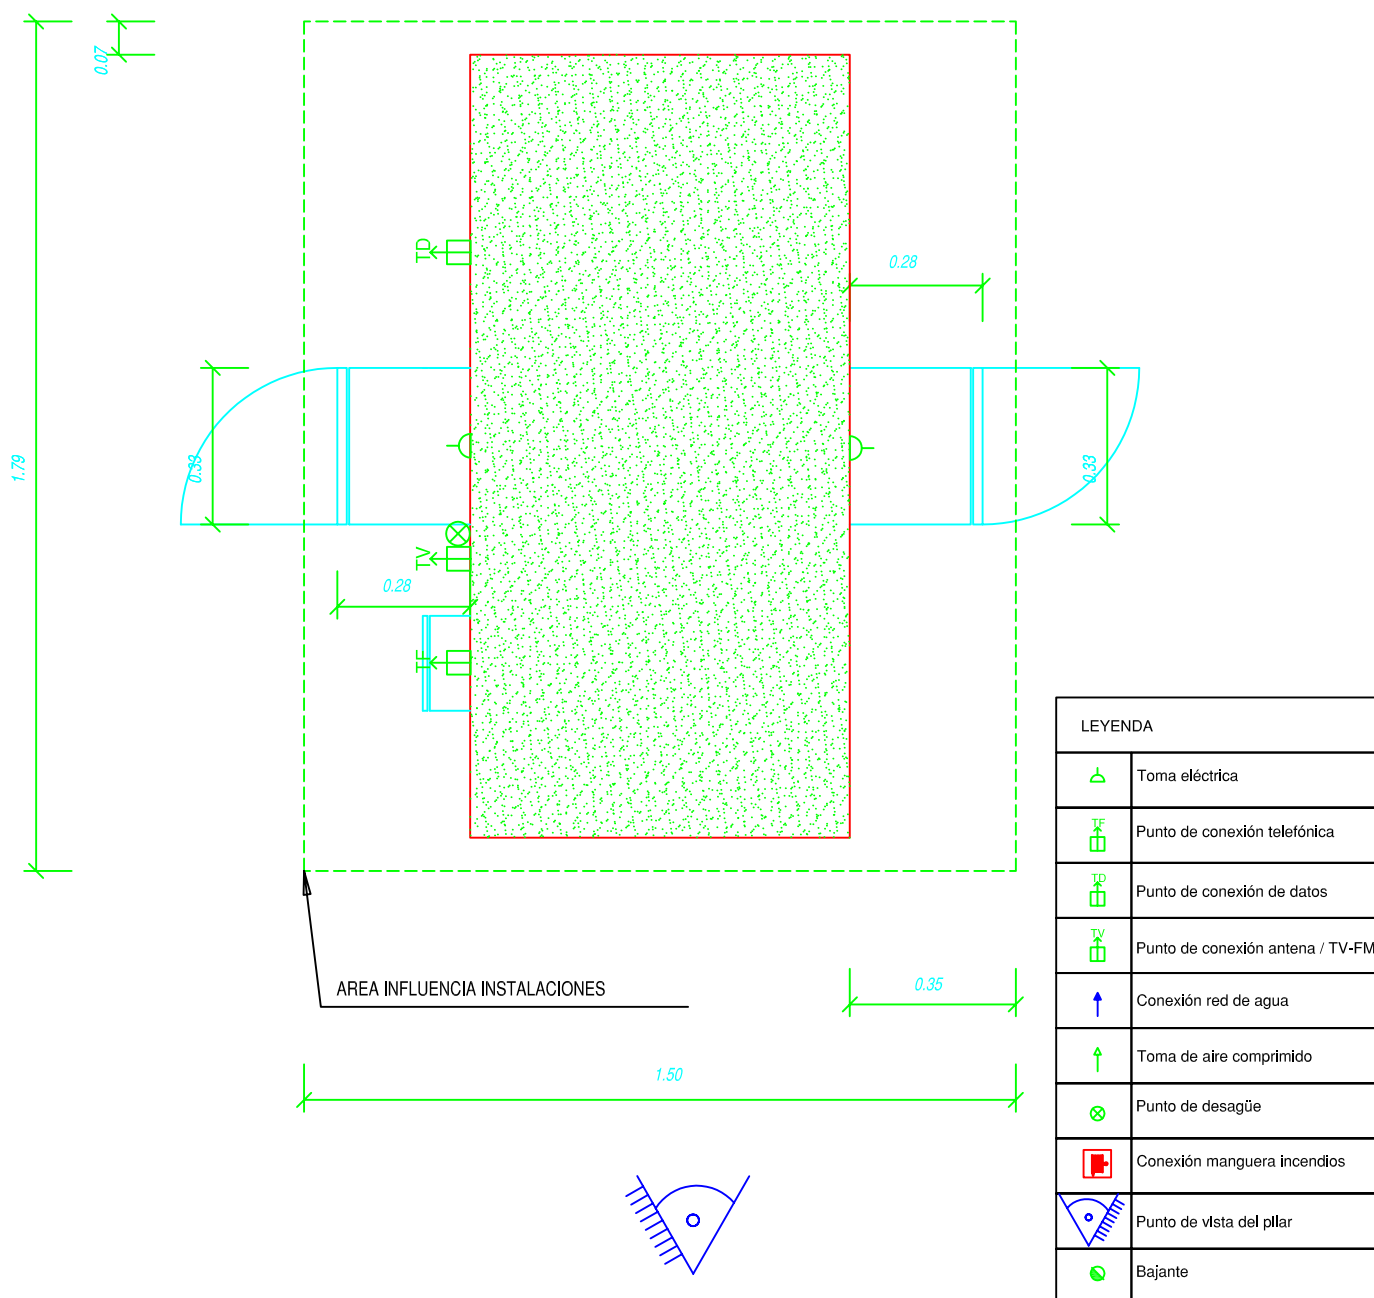 0.07
TD
0.28
1.79
0.33
0.33
TV
0.28
TF
AREA INFLUENCIA INSTALACIONES
0.35
1.50
LEYENDA
Toma eléctrica
TF
Punto de conexión telefónica
TD
Punto de conexión de datos
TV
Punto de conexión antena / TV-FM
Conexión red de agua
Toma de aire comprimido
Punto de desagüe
Conexión manguera incendios
Punto de vista del pilar
Bajante